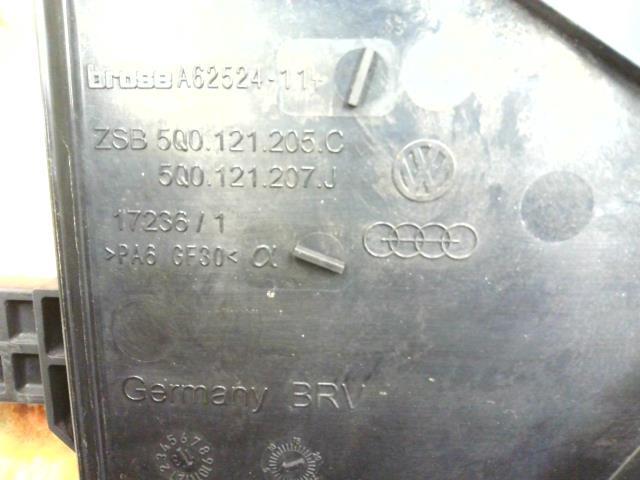 brose A62524-11+
ZSB 5Q0.121.205.C
5Q0.121.207.J
17236/1
>PA6 GF30< α
Germany BRV